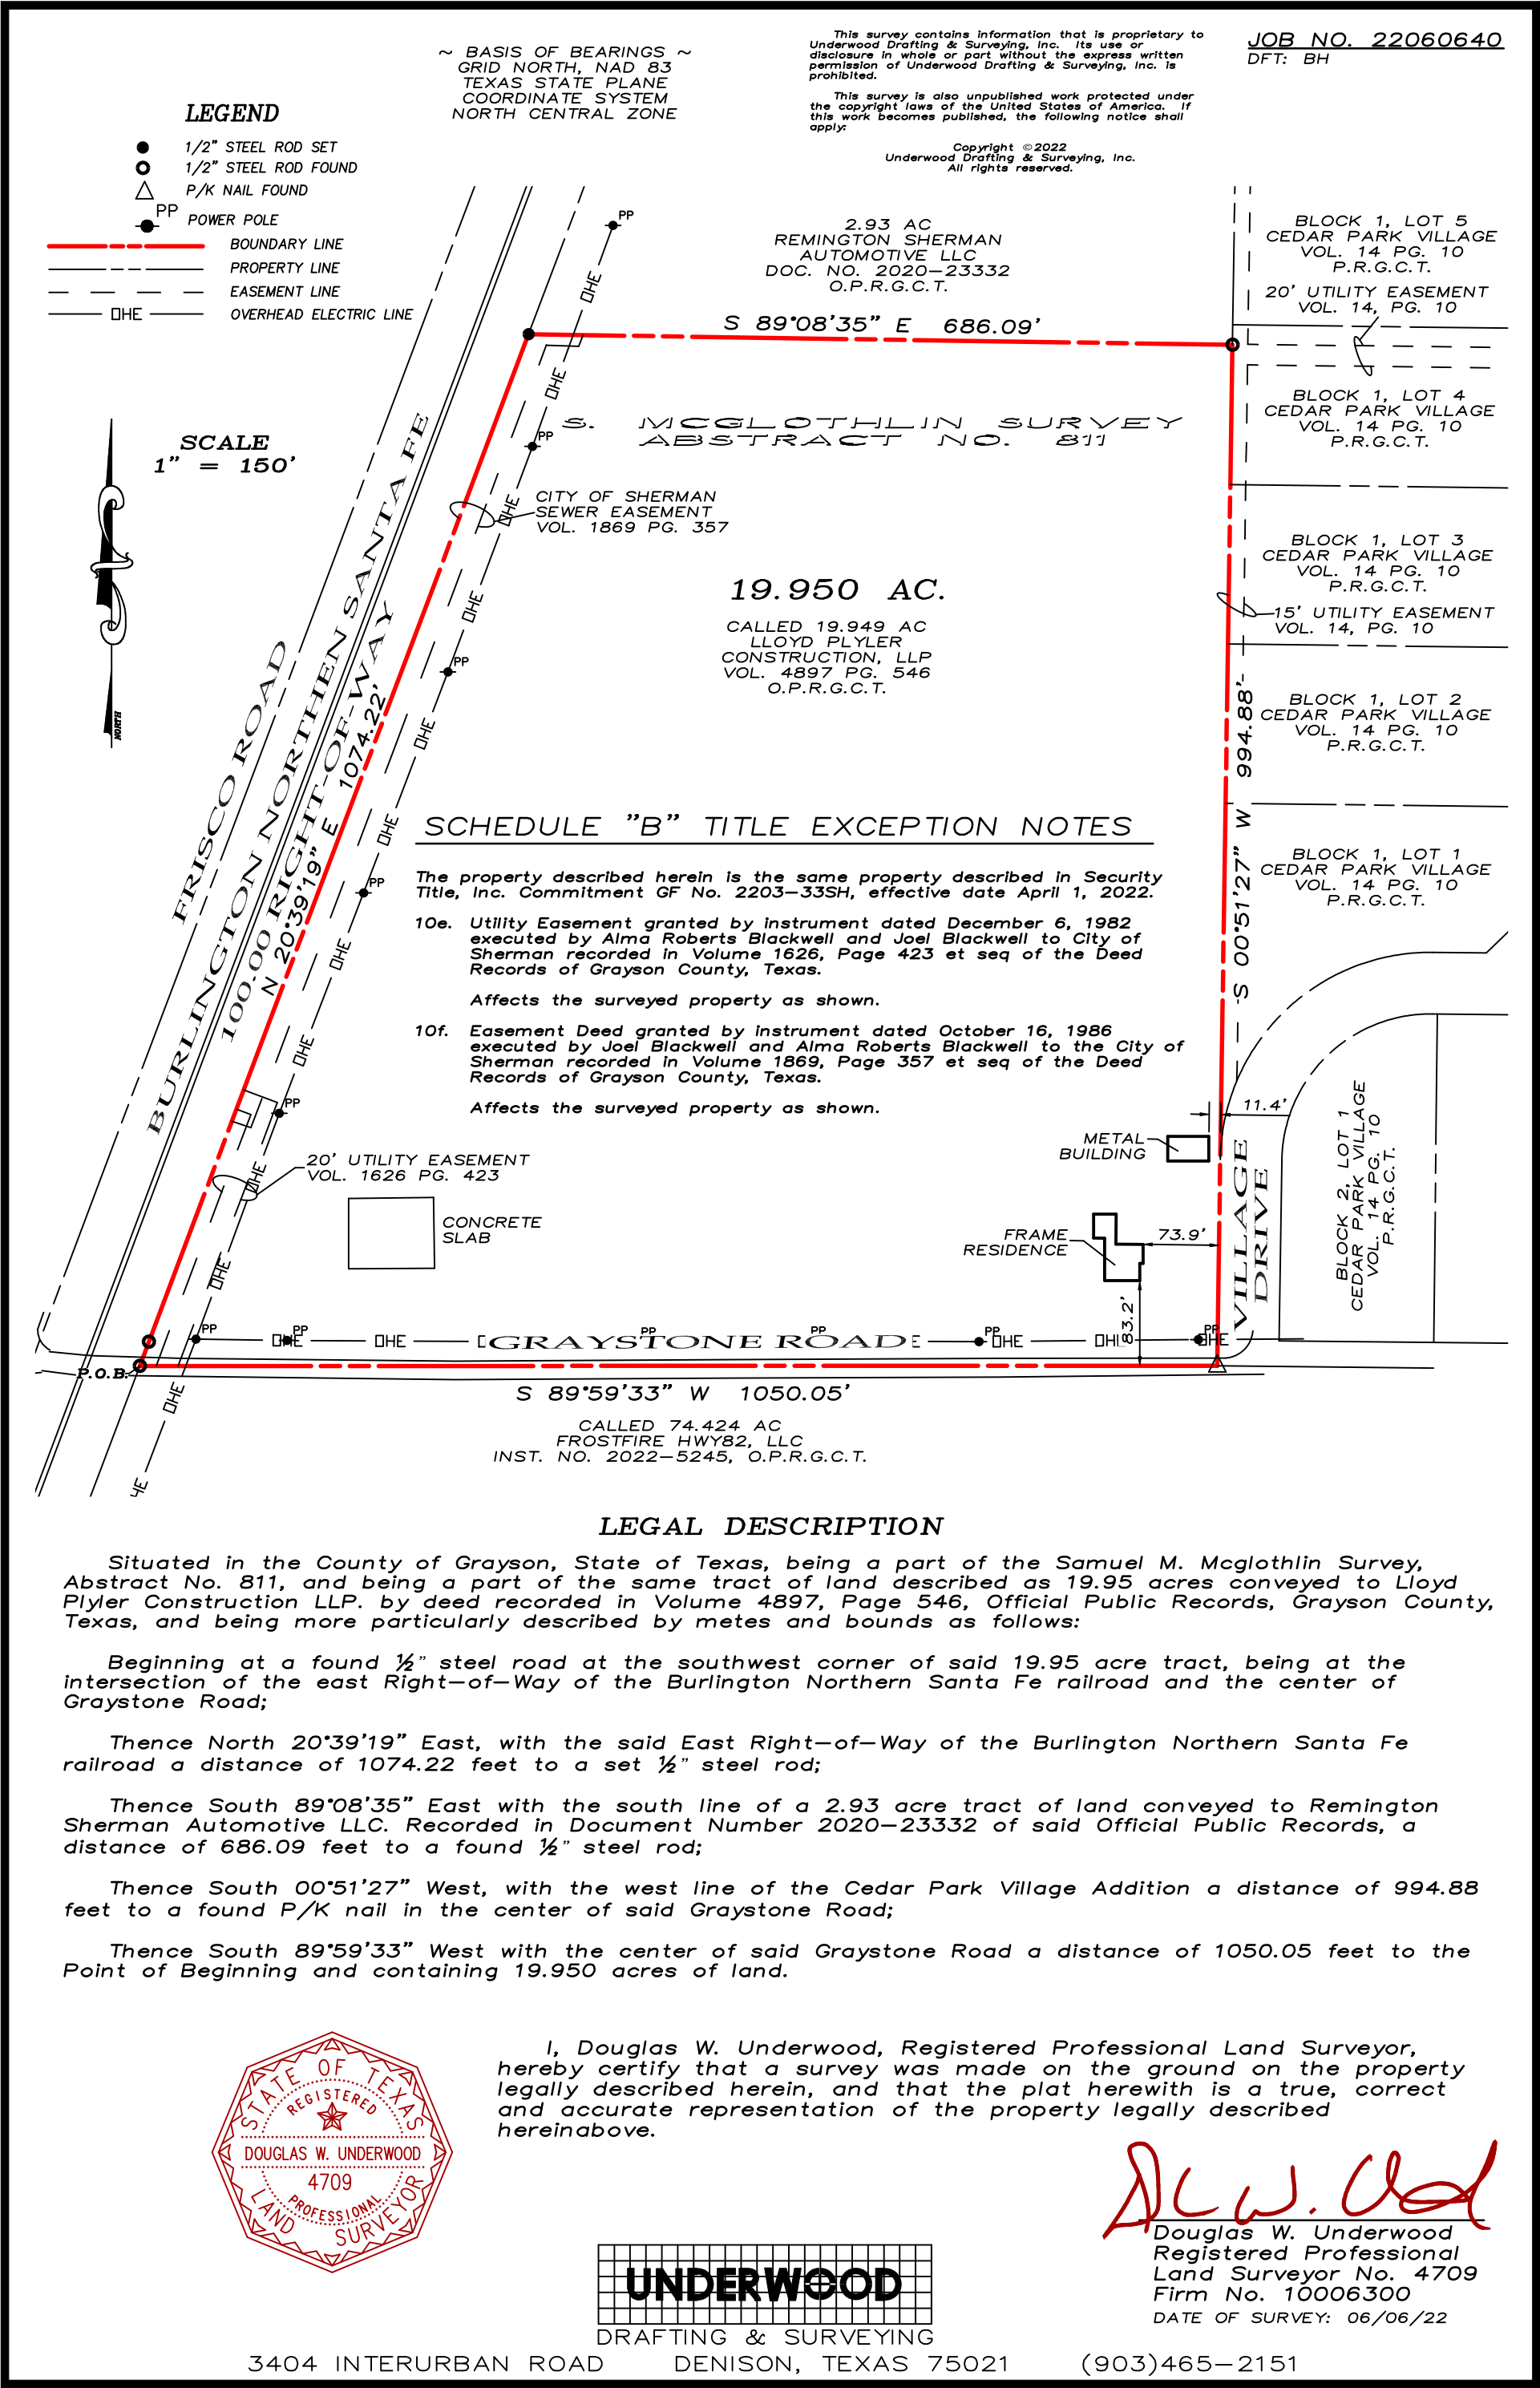 ~ BASIS OF BEARINGS ~
GRID NORTH, NAD 83
TEXAS STATE PLANE
COORDINATE SYSTEM
NORTH CENTRAL ZONE
This survey contains information that is proprietary to
Underwood Drafting & Surveying, Inc. Its use or
disclosure in whole or part without the express written
permission of Underwood Drafting & Surveying, Inc. is
prohibited.
This survey is also unpublished work protected under
the copyright laws of the United States of America. If
this work becomes published, the following notice shall
apply:
Copyright ©2022
Underwood Drafting & Surveying, Inc.
All rights reserved.
JOB NO. 22060640
DFT: BH
LEGEND
1/2" STEEL ROD SET
1/2" STEEL ROD FOUND
P/K NAIL FOUND
PP
POWER POLE
BOUNDARY LINE
PROPERTY LINE
EASEMENT LINE
OHE
OVERHEAD ELECTRIC LINE
SCALE
1" = 150'
NORTH
2.93 AC
REMINGTON SHERMAN
AUTOMOTIVE LLC
DOC. NO. 2020-23332
O.P.R.G.C.T.
S 89°08'35" E 686.09'
BLOCK 1, LOT 5
CEDAR PARK VILLAGE
VOL. 14 PG. 10
P.R.G.C.T.
20' UTILITY EASEMENT
VOL. 14, PG. 10
BLOCK 1, LOT 4
CEDAR PARK VILLAGE
VOL. 14 PG. 10
P.R.G.C.T.
S. MCGLOTHLIN SURVEY
ABSTRACT NO. 811
PP
OHE
OHE
PP
OHE
CITY OF SHERMAN
SEWER EASEMENT
VOL. 1869 PG. 357
BLOCK 1, LOT 3
CEDAR PARK VILLAGE
VOL. 14 PG. 10
P.R.G.C.T.
15' UTILITY EASEMENT
VOL. 14, PG. 10
19.950 AC.
CALLED 19.949 AC
LLOYD PLYLER
CONSTRUCTION, LLP
VOL. 4897 PG. 546
O.P.R.G.C.T.
OHE
PP
OHE
BLOCK 1, LOT 2
CEDAR PARK VILLAGE
VOL. 14 PG. 10
P.R.G.C.T.
FRISCO ROAD
BURLINGTON NORTHEN SANTA FE
100.00 RIGHT-OF-WAY
N 20°39'19" E 1074.22'
S 00°51'27" W 994.88'
OHE
PP
OHE
OHE
PP
SCHEDULE "B" TITLE EXCEPTION NOTES
The property described herein is the same property described in Security
Title, Inc. Commitment GF No. 2203-33SH, effective date April 1, 2022.
10e. Utility Easement granted by instrument dated December 6, 1982
executed by Alma Roberts Blackwell and Joel Blackwell to City of
Sherman recorded in Volume 1626, Page 423 et seq of the Deed
Records of Grayson County, Texas.
Affects the surveyed property as shown.
10f. Easement Deed granted by instrument dated October 16, 1986
executed by Joel Blackwell and Alma Roberts Blackwell to the City of
Sherman recorded in Volume 1869, Page 357 et seq of the Deed
Records of Grayson County, Texas.
Affects the surveyed property as shown.
BLOCK 1, LOT 1
CEDAR PARK VILLAGE
VOL. 14 PG. 10
P.R.G.C.T.
11.4'
METAL
BUILDING
BLOCK 2, LOT 1
CEDAR PARK VILLAGE
VOL. 14 PG. 10
P.R.G.C.T.
VILLAGE
DRIVE
20' UTILITY EASEMENT
VOL. 1626 PG. 423
OHE
OHE
CONCRETE
SLAB
FRAME
RESIDENCE
73.9'
83.2'
PP
OHE
PP
OHE
GRAYSTONE ROAD
PP
PP
PP
OHE
OHE
PP
OHE
P.O.B.
OHE
S 89°59'33" W 1050.05'
CALLED 74.424 AC
FROSTFIRE HWY82, LLC
INST. NO. 2022-5245, O.P.R.G.C.T.
LEGAL DESCRIPTION
Situated in the County of Grayson, State of Texas, being a part of the Samuel M. Mcglothlin Survey,
Abstract No. 811, and being a part of the same tract of land described as 19.95 acres conveyed to Lloyd
Plyler Construction LLP. by deed recorded in Volume 4897, Page 546, Official Public Records, Grayson County,
Texas, and being more particularly described by metes and bounds as follows:
Beginning at a found ½" steel road at the southwest corner of said 19.95 acre tract, being at the
intersection of the east Right-of-Way of the Burlington Northern Santa Fe railroad and the center of
Graystone Road;
Thence North 20°39'19" East, with the said East Right-of-Way of the Burlington Northern Santa Fe
railroad a distance of 1074.22 feet to a set ½" steel rod;
Thence South 89°08'35" East with the south line of a 2.93 acre tract of land conveyed to Remington
Sherman Automotive LLC. Recorded in Document Number 2020-23332 of said Official Public Records, a
distance of 686.09 feet to a found ½" steel rod;
Thence South 00°51'27" West, with the west line of the Cedar Park Village Addition a distance of 994.88
feet to a found P/K nail in the center of said Graystone Road;
Thence South 89°59'33" West with the center of said Graystone Road a distance of 1050.05 feet to the
Point of Beginning and containing 19.950 acres of land.
STATE OF TEXAS
REGISTERED
DOUGLAS W. UNDERWOOD
4709
PROFESSIONAL
LAND SURVEYOR
I, Douglas W. Underwood, Registered Professional Land Surveyor,
hereby certify that a survey was made on the ground on the property
legally described herein, and that the plat herewith is a true, correct
and accurate representation of the property legally described
hereinabove.
Douglas W. Underwood
Registered Professional
Land Surveyor No. 4709
Firm No. 10006300
DATE OF SURVEY: 06/06/22
UNDERWOOD
DRAFTING & SURVEYING
3404 INTERURBAN ROAD DENISON, TEXAS 75021 (903)465-2151